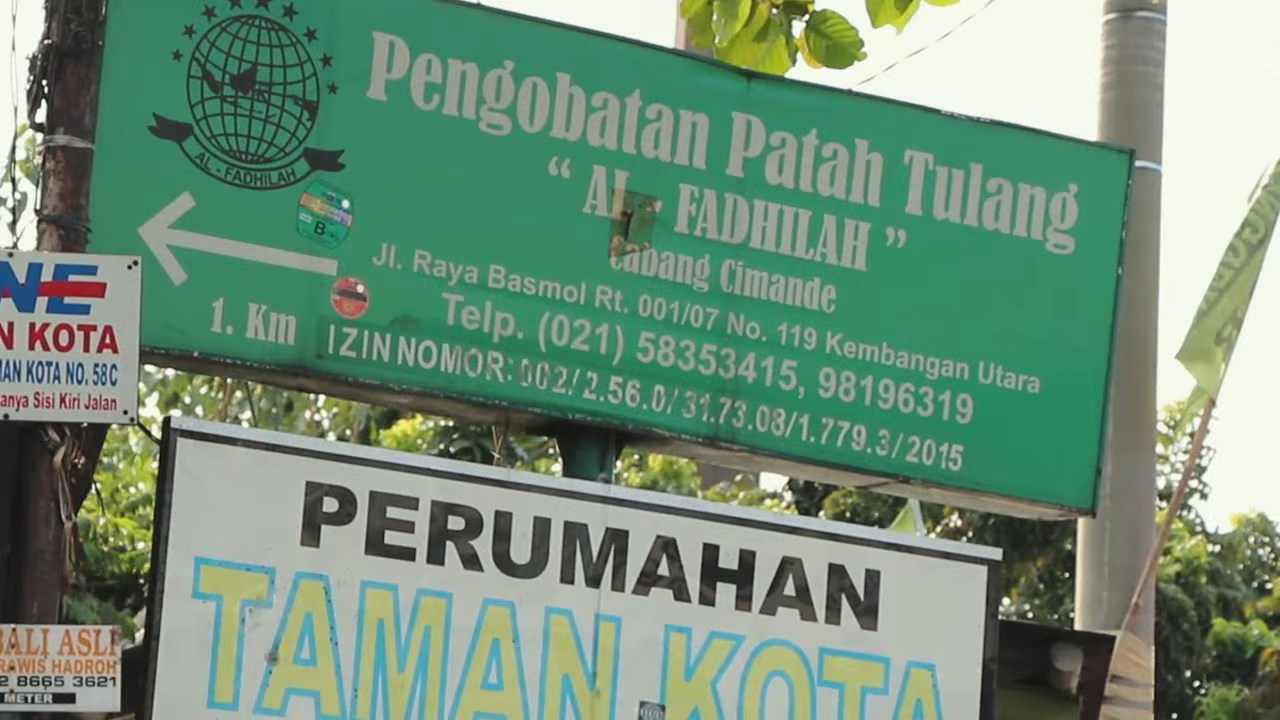 AL - FADHILAH
Pengobatan Patah Tulang
“ AL - FADHILAH ”
Cabang Cimande
Jl. Raya Basmol Rt. 001/07 No. 119 Kembangan Utara
Telp. (021) 58353415, 98196319
1. Km
IZIN NOMOR: 002/2.56.0/31.73.08/1.779.3/2015
B
NE
N KOTA
MAN KOTA NO. 58C
anya Sisi Kiri Jalan
PERUMAHAN
TAMAN KOTA
BALI ASLI
RAWIS HADROH
2 8665 3621
METER